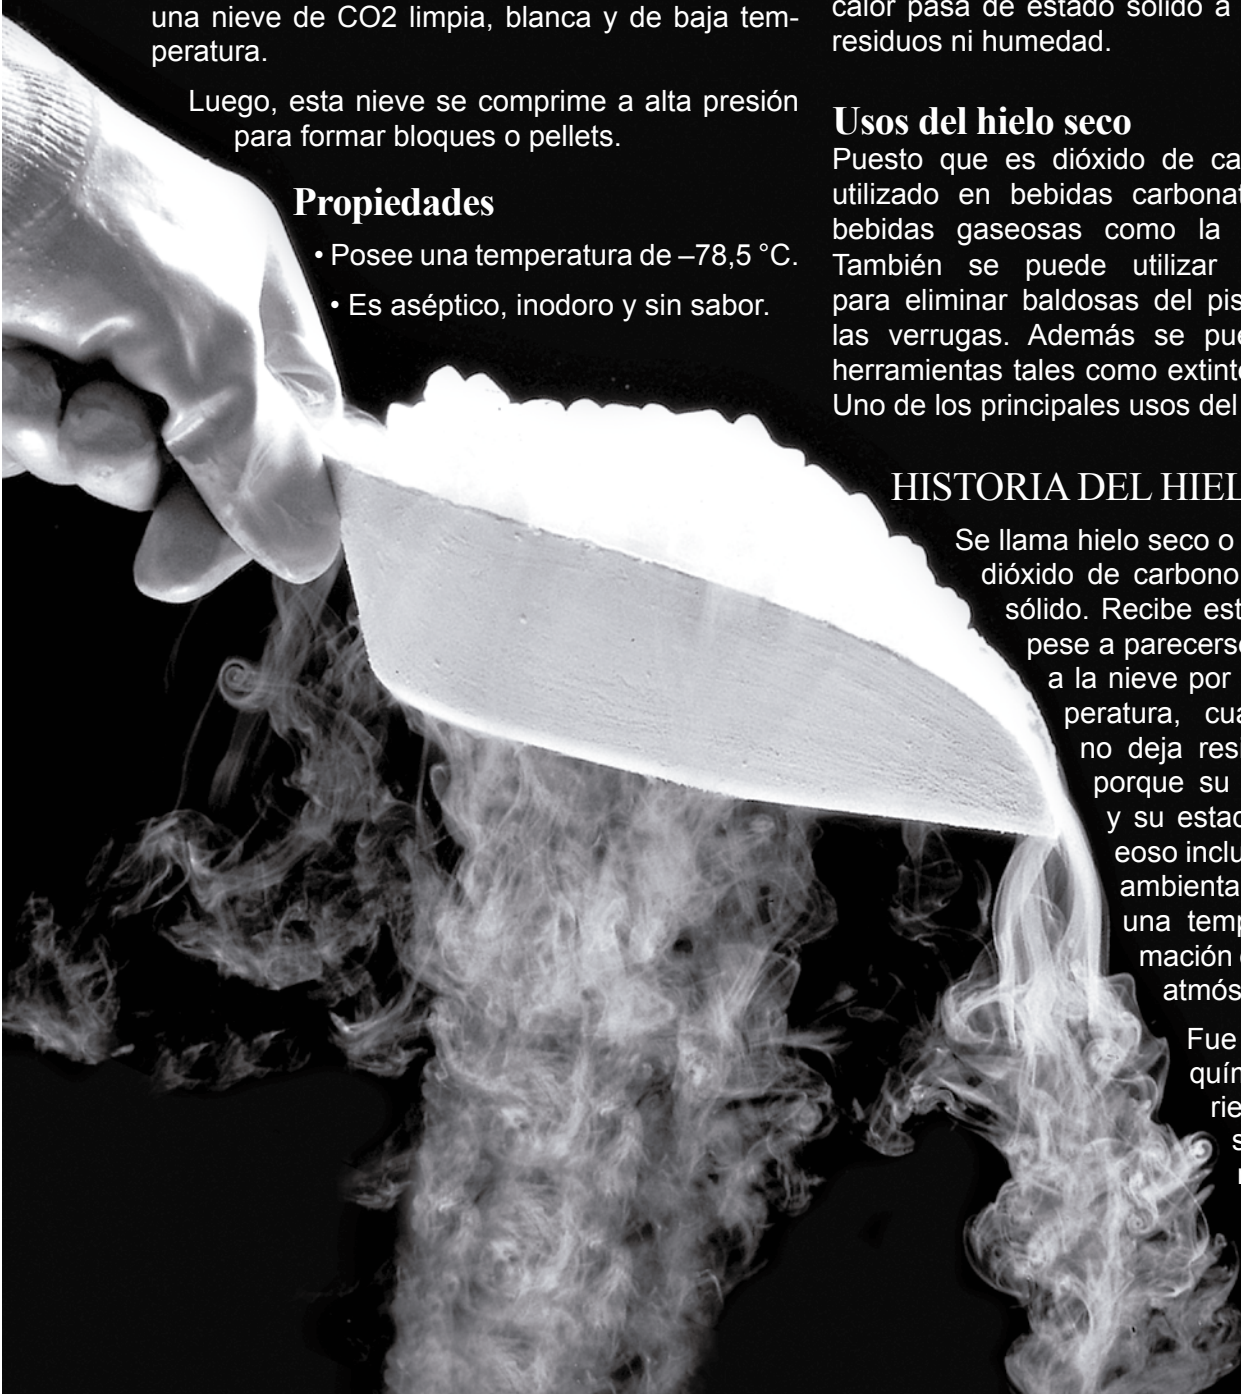 una nieve de CO2 limpia, blanca y de baja tem-
peratura.
Luego, esta nieve se comprime a alta presión
para formar bloques o pellets.
Propiedades
• Posee una temperatura de –78,5 °C.
• Es aséptico, inodoro y sin sabor.
calor pasa de estado sólido a
residuos ni humedad.
Usos del hielo seco
Puesto que es dióxido de ca
utilizado en bebidas carbonat
bebidas gaseosas como la
También se puede utilizar
para eliminar baldosas del pis
las verrugas. Además se pue
herramientas tales como extint
Uno de los principales usos del
HISTORIA DEL HIEL
Se llama hielo seco o
dióxido de carbono
sólido. Recibe est
pese a parecers
a la nieve por
peratura, cua
no deja resi
porque su
y su estad
eoso inclu
ambienta
una temp
mación
atmós
Fue
quím
rie
s